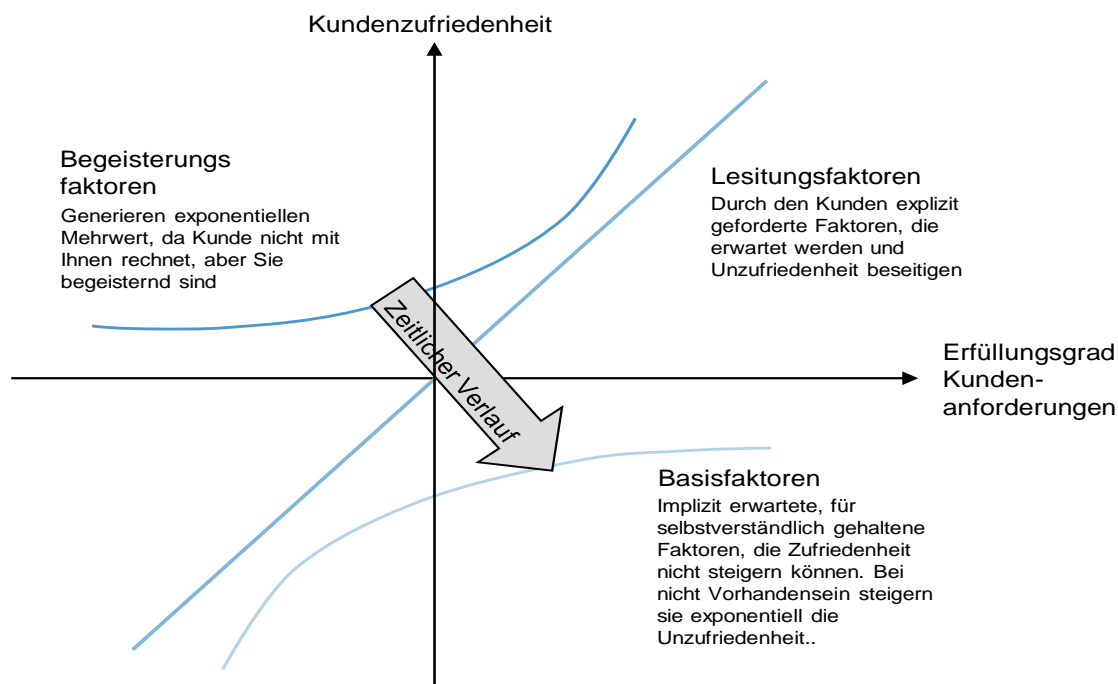 Kundenzufriedenheit
Begeisterungs
faktoren
Generieren exponentiellen
Mehrwert, da Kunde nicht mit
Ihnen rechnet, aber Sie
begeisternd sind
Lesitungsfaktoren
Durch den Kunden explizit
geforderte Faktoren, die
erwartet werden und
Unzufriedenheit beseitigen
Zeitlicher Verlauf
Erfüllungsgrad
Kunden-
anforderungen
Basisfaktoren
Implizit erwartete, für
selbstverständlich gehaltene
Faktoren, die Zufriedenheit
nicht steigern können. Bei
nicht Vorhandensein steigern
sie exponentiell die
Unzufriedenheit..